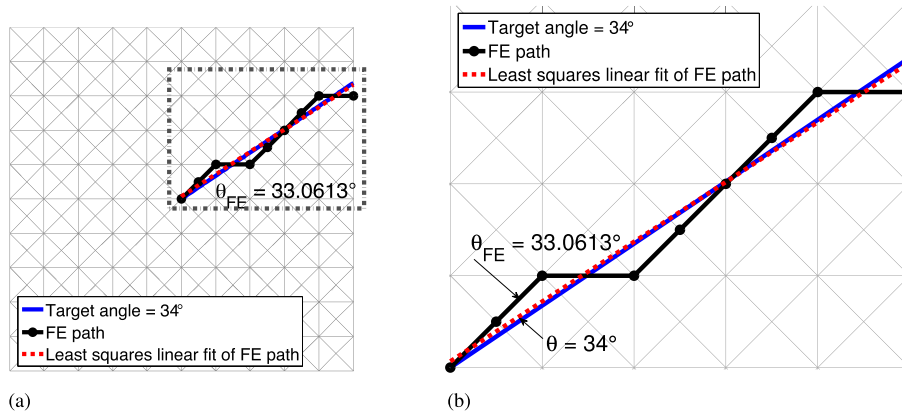 θFE = 33.0613°
Target angle = 34°
FE path
Least squares linear fit of FE path
(a)
Target angle = 34°
FE path
Least squares linear fit of FE path
θFE = 33.0613°
θ = 34°
(b)